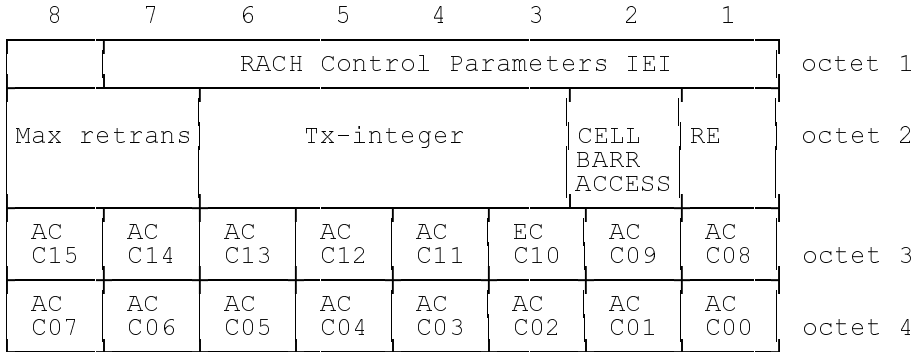 8 7 6 5 4 3 2 1
RACH Control Parameters IEI octet 1
Max retrans Tx-integer CELL RE octet 2
BARR
ACCESS
AC AC AC AC AC EC AC AC
C15 C14 C13 C12 C11 C10 C09 C08 octet 3
AC AC AC AC AC AC AC AC
C07 C06 C05 C04 C03 C02 C01 C00 octet 4